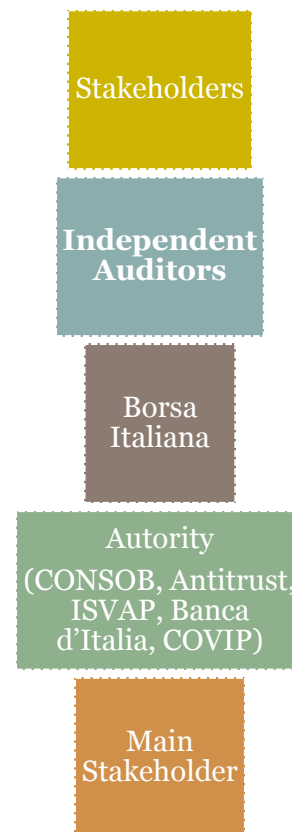 Stakeholders
Independent
Auditors
Borsa
Italiana
Autority
(CONSOB, Antitrust,
ISVAP, Banca
d’Italia, COVIP)
Main
Stakeholder